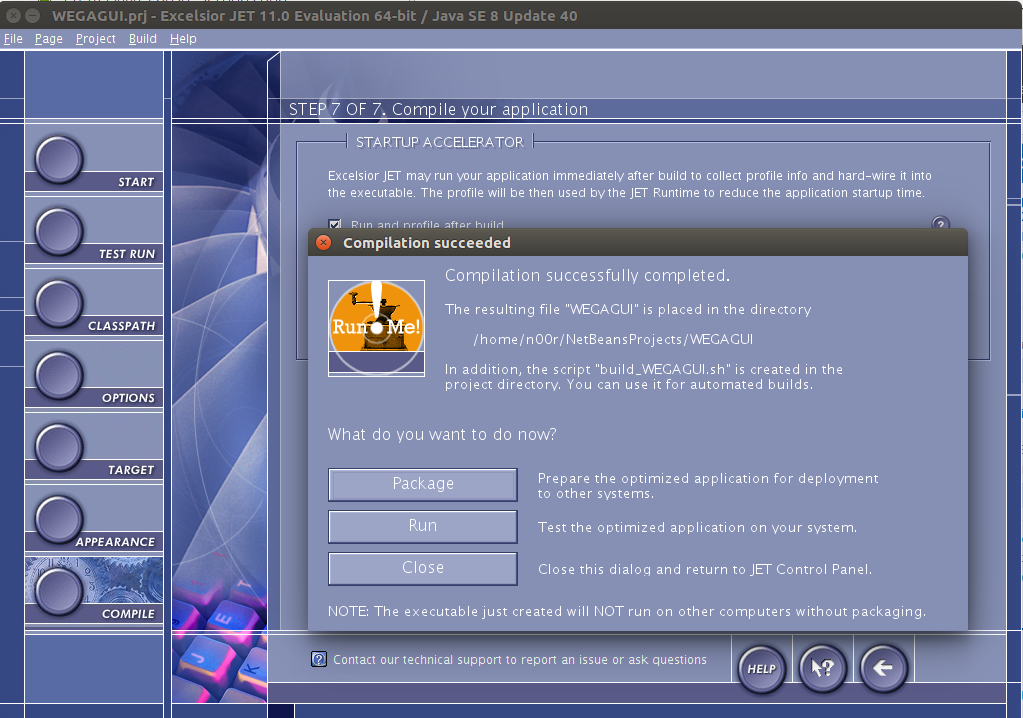 WEGAGUI.prj - Excelsior JET 11.0 Evaluation 64-bit / Java SE 8 Update 40
File Page Project Build Help
STEP 7 OF 7. Compile your application
STARTUP ACCELERATOR
Excelsior JET may run your application immediately after build to collect profile info and hard-wire it into
the executable. The profile will be then used by the JET Runtime to reduce the application startup time.
Run and profile after build
?
START
TEST RUN
CLASSPATH
OPTIONS
TARGET
APPEARANCE
COMPILE
Compilation succeeded
Run Me!
Compilation successfully completed.
The resulting file "WEGAGUI" is placed in the directory
/home/n00r/NetBeansProjects/WEGAGUI
In addition, the script "build_WEGAGUI.sh" is created in the
project directory. You can use it for automated builds.
What do you want to do now?
Package
Prepare the optimized application for deployment
to other systems.
Run
Test the optimized application on your system.
Close
Close this dialog and return to JET Control Panel.
NOTE: The executable just created will NOT run on other computers without packaging.
E
J
K
? Contact our technical support to report an issue or ask questions
HELP
?